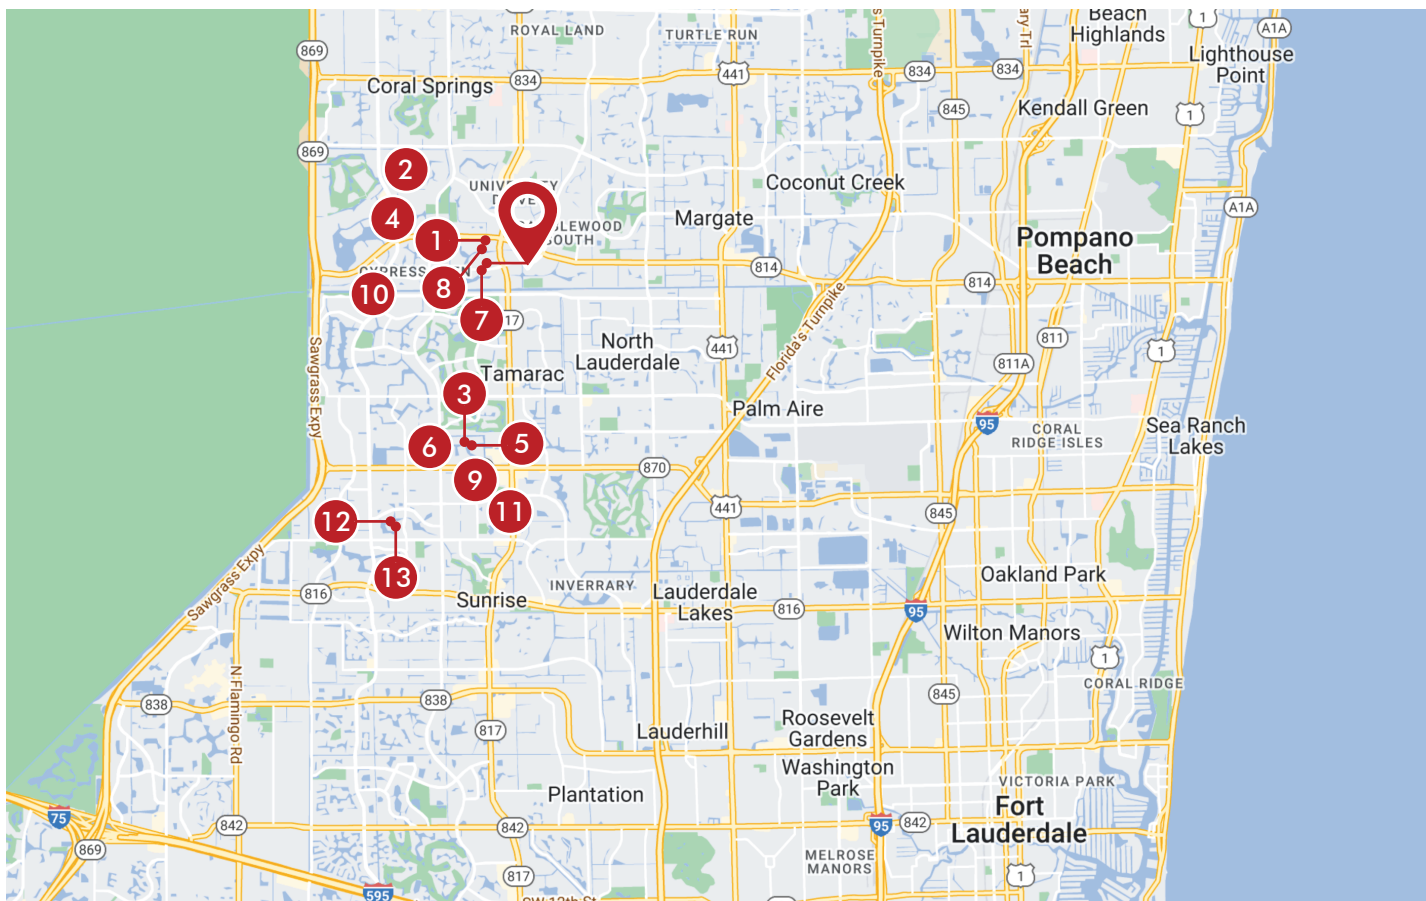 ROYAL LAND
TURTLE RUN
Beach
Highlands
1
A1A
869
Lighthouse
Point
834
441
834
834
Coral Springs
845
Kendall Green
1
869
2
UNIVERSITY
DRIVE
Coconut Creek
4
Margate
A1A
1
SOUTH
Pompano
Beach
814
814
10
8
7
North
Lauderdale
441
Florida's Turnpike
811
1
811A
Sawgrass Expy
Tamarac
3
Palm Aire
95
CORAL
RIDGE ISLES
Sea Ranch
Lakes
6
5
870
9
11
441
845
12
13
Sawgrass Expy
816
INVERRARY
Sunrise
Lauderdale
Lakes
816
Oakland Park
95
Wilton Manors
1
N Flamingo Rd
838
838
845
CORAL RIDGE
817
Lauderhill
Roosevelt
Gardens
Washington
Park
VICTORIA PARK
Plantation
Fort
Lauderdale
75
842
842
95
842
869
MELROSE
MANORS
817
1
595